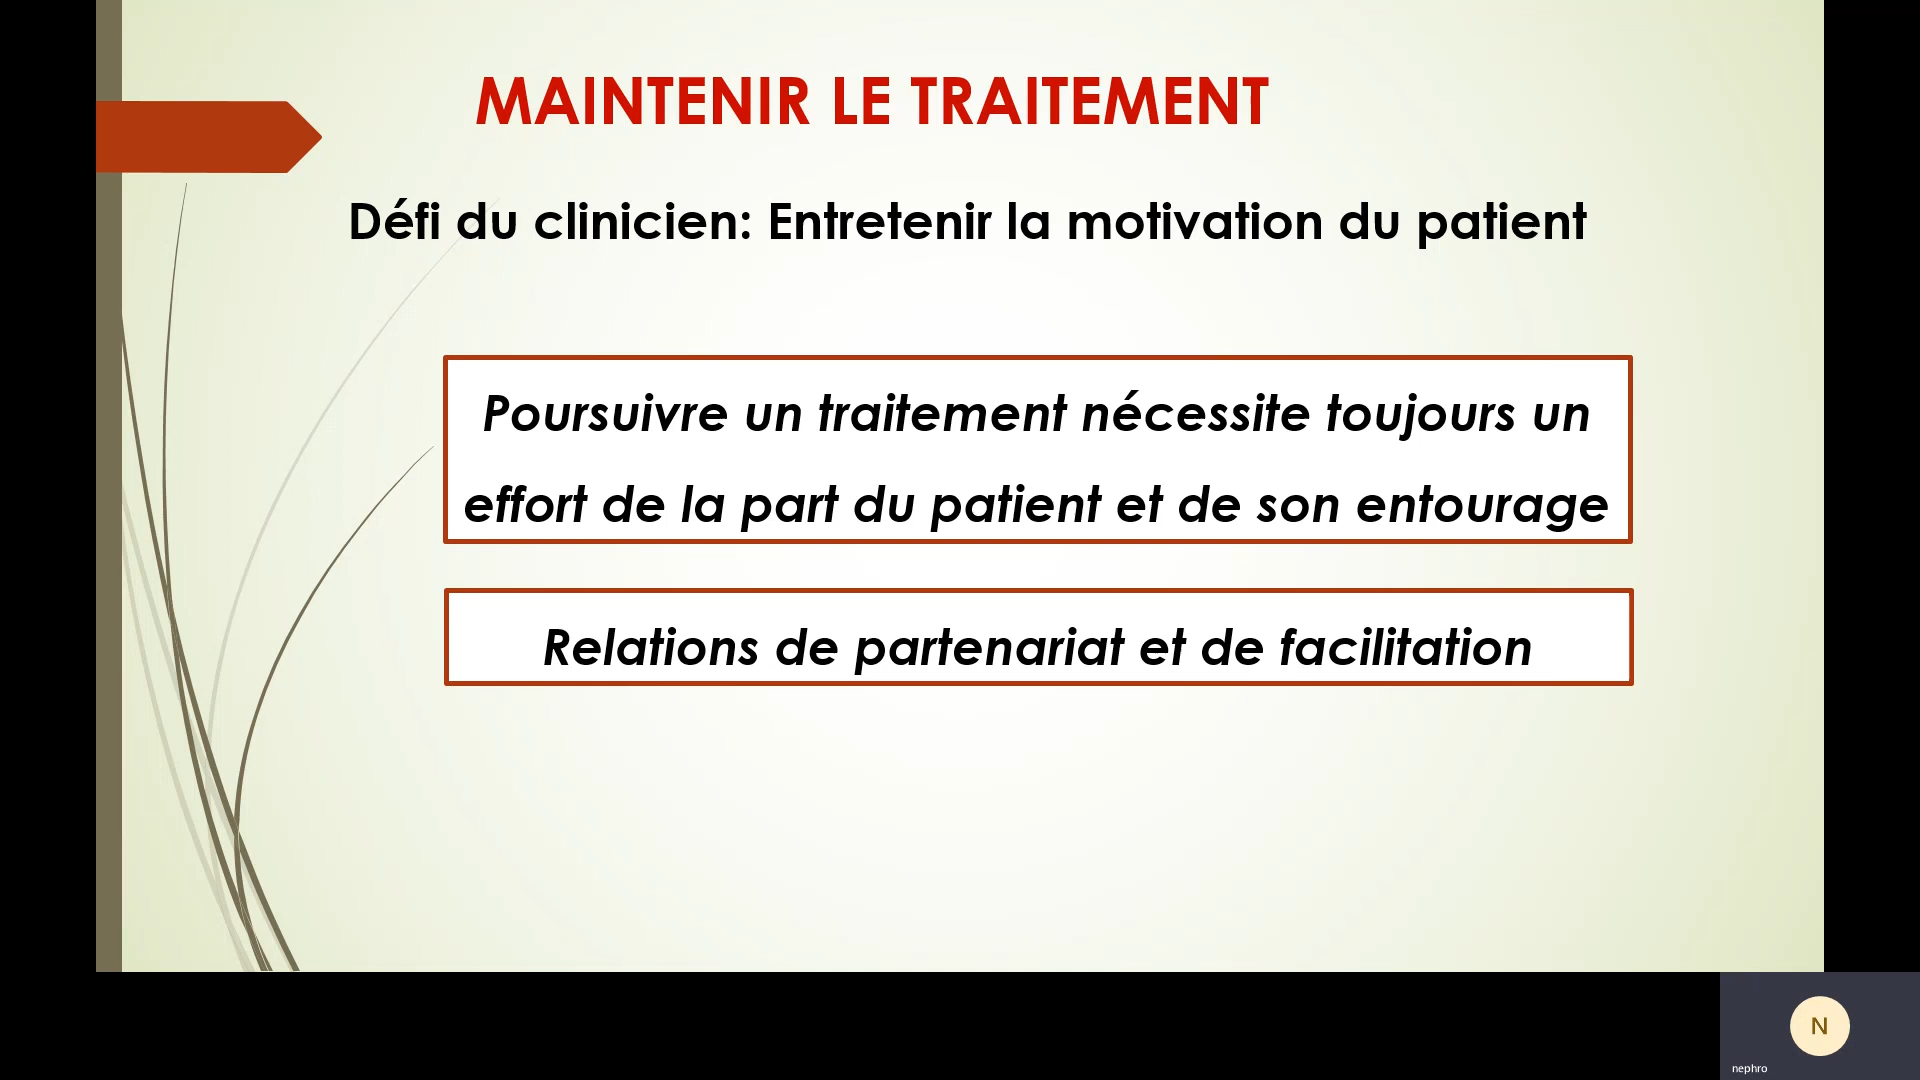 MAINTENIR LE TRAITEMENT
Défi du clinicien: Entretenir la motivation du patient
Poursuivre un traitement nécessite toujours un
effort de la part du patient et de son entourage
Relations de partenariat et de facilitation
N
nephro